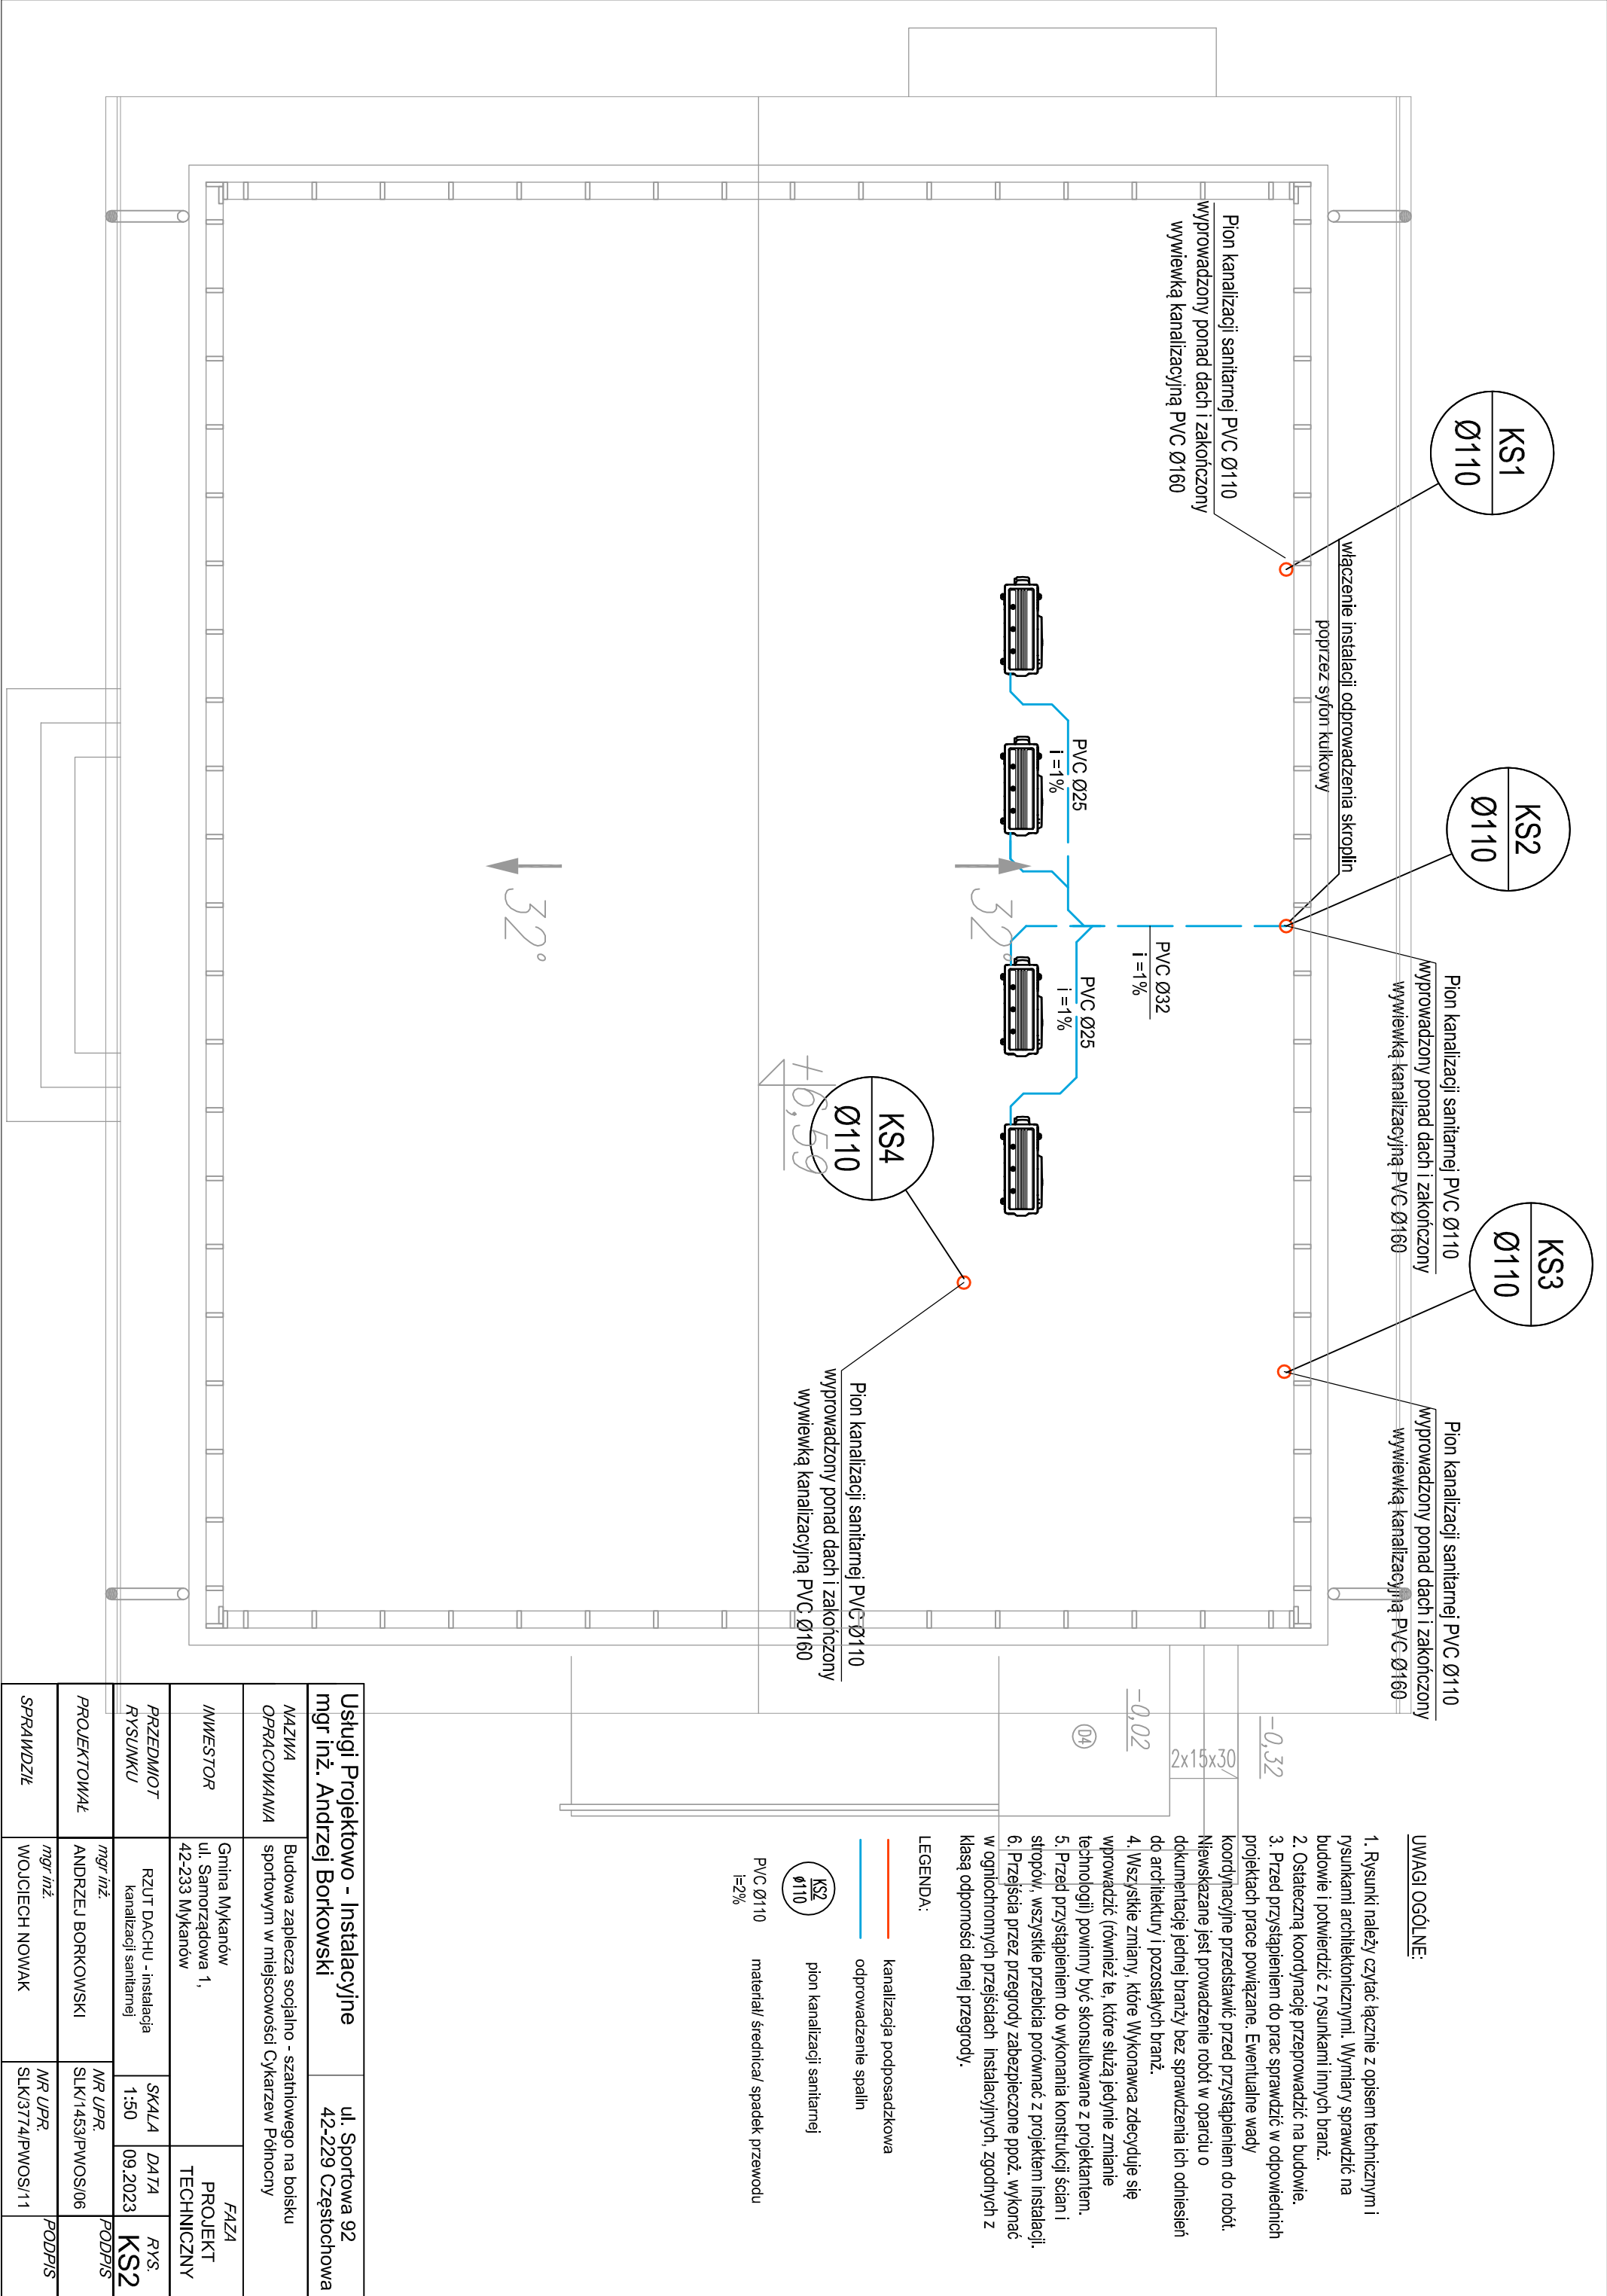 KS1
Ø110
KS2
Ø110
KS3
Ø110
KS4
Ø110
Pion kanalizacji sanitarnej PVC Ø110
wyprowadzony ponad dach i zakończony
wywiewką kanalizacyjną PVC Ø160
włączenie instalacji odprowadzenia skroplin
poprzez syfon kulkowy
Pion kanalizacji sanitarnej PVC Ø110
wyprowadzony ponad dach i zakończony
wywiewką kanalizacyjną PVC Ø160
Pion kanalizacji sanitarnej PVC Ø110
wyprowadzony ponad dach i zakończony
wywiewką kanalizacyjną PVC Ø160
Pion kanalizacji sanitarnej PVC Ø110
wyprowadzony ponad dach i zakończony
wywiewką kanalizacyjną PVC Ø160
PVC Ø25
i =1%
PVC Ø32
i =1%
PVC Ø25
i =1%
32°
32°
+6,59
-0,32
2x15x30
-0,02
D4
UWAGI OGÓLNE:
1. Rysunki należy czytać łącznie z opisem technicznym i
rysunkami architektonicznymi. Wymiary sprawdzić na
budowie i potwierdzić z rysunkami innych branż.
2. Ostateczną koordynację przeprowadzić na budowie.
3. Przed przystąpieniem do prac sprawdzić w odpowiednich
projektach prace powiązane. Ewentualne wady
koordynacyjne przedstawić przed przystąpieniem do robót.
Niewskazane jest prowadzenie robót w oparciu o
dokumentację jednej branży bez sprawdzenia ich odniesień
do architektury i pozostałych branż.
4. Wszystkie zmiany, które Wykonawca zdecyduje się
wprowadzić (również te, które służą jedynie zmianie
technologii) powinny być skonsultowane z projektantem.
5. Przed przystąpieniem do wykonania konstrukcji ścian i
stropów, wszystkie przebicia porównać z projektem instalacji.
6. Przejścia przez przegrody zabezpieczone ppoż. wykonać
w ogniochronnych przejściach instalacyjnych, zgodnych z
klasą odporności danej przegrody.
LEGENDA:
kanalizacja podposadzkowa
odprowadzenie spalin
KS2
ø110
pion kanalizacji sanitarnej
PVC Ø110
i=2%
materiał/ średnica/ spadek przewodu
Usługi Projektowo - Instalacyjne
mgr inż. Andrzej Borkowski
ul. Sportowa 92
42-229 Częstochowa
NAZWA
OPRACOWANIA
Budowa zaplecza socjalno - szatniowego na boisku
sportowym w miejscowości Cykarzew Północny
INWESTOR
Gmina Mykanów
ul. Samorządowa 1,
42-233 Mykanów
FAZA
PROJEKT
TECHNICZNY
PRZEDMIOT
RYSUNKU
RZUT DACHU - instalacja
kanalizacji sanitarnej
SKALA
1:50
DATA
09.2023
RYS.
KS2
PROJEKTOWAŁ
mgr inż.
ANDRZEJ BORKOWSKI
NR UPR.
SLK/1453/PWOS/06
PODPIS
SPRAWDZIŁ
mgr inż.
WOJCIECH NOWAK
NR UPR.
SLK/3774/PWOS/11
PODPIS